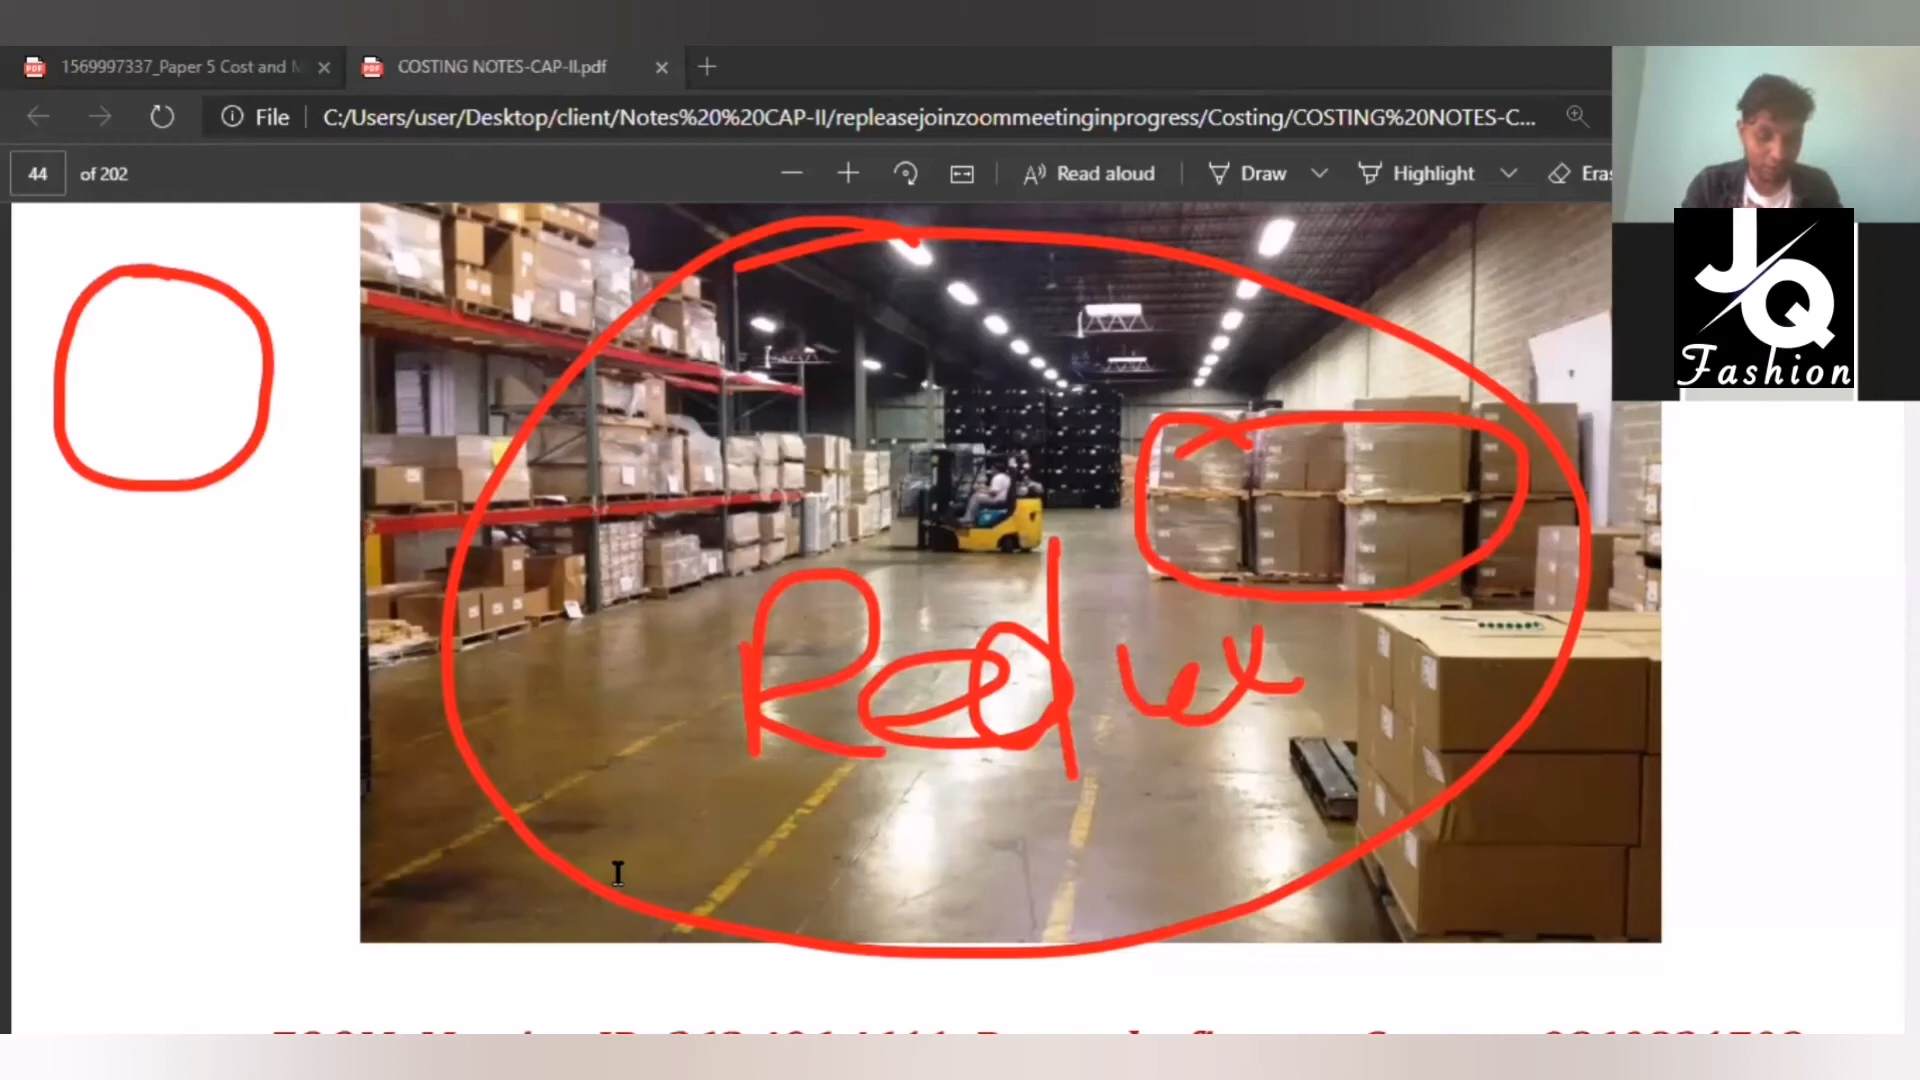 1569997337_Paper 5 Cost and M
COSTING NOTES-CAP-II.pdf
File
C:/Users/user/Desktop/client/Notes%20%20CAP-II/repleasejoinzoommeetinginprogress/Costing/COSTING%20NOTES-C...
44 of 202
Read aloud
Draw
Highlight
Eras
JQ
Fashion